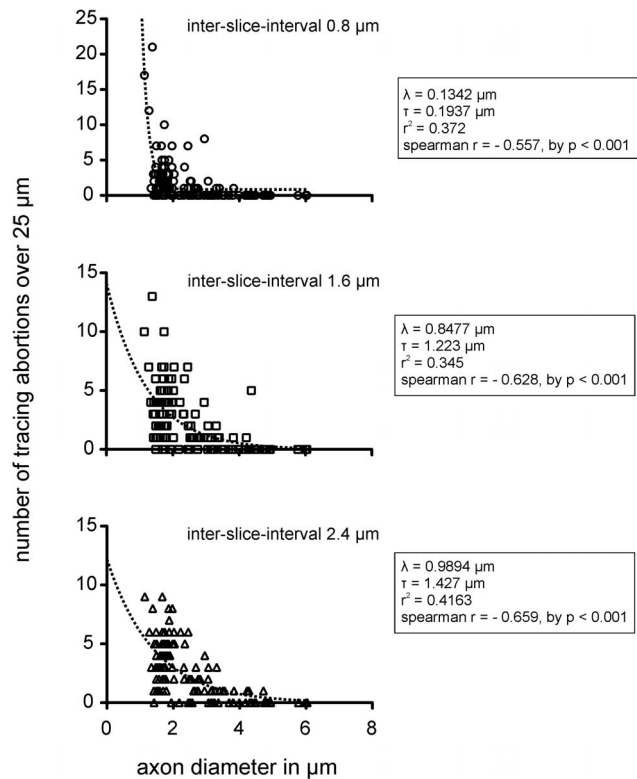 number of tracing abortions over 25 µm
inter-slice-interval 0.8 µm
25
20
15
10
5
0
λ = 0.1342 µm
τ = 0.1937 µm
r² = 0.372
spearman r = - 0.557, by p < 0.001
inter-slice-interval 1.6 µm
15
10
5
0
λ = 0.8477 µm
τ = 1.223 µm
r² = 0.345
spearman r = - 0.628, by p < 0.001
inter-slice-interval 2.4 µm
15
10
5
0
λ = 0.9894 µm
τ = 1.427 µm
r² = 0.4163
spearman r = - 0.659, by p < 0.001
0 2 4 6 8
axon diameter in µm